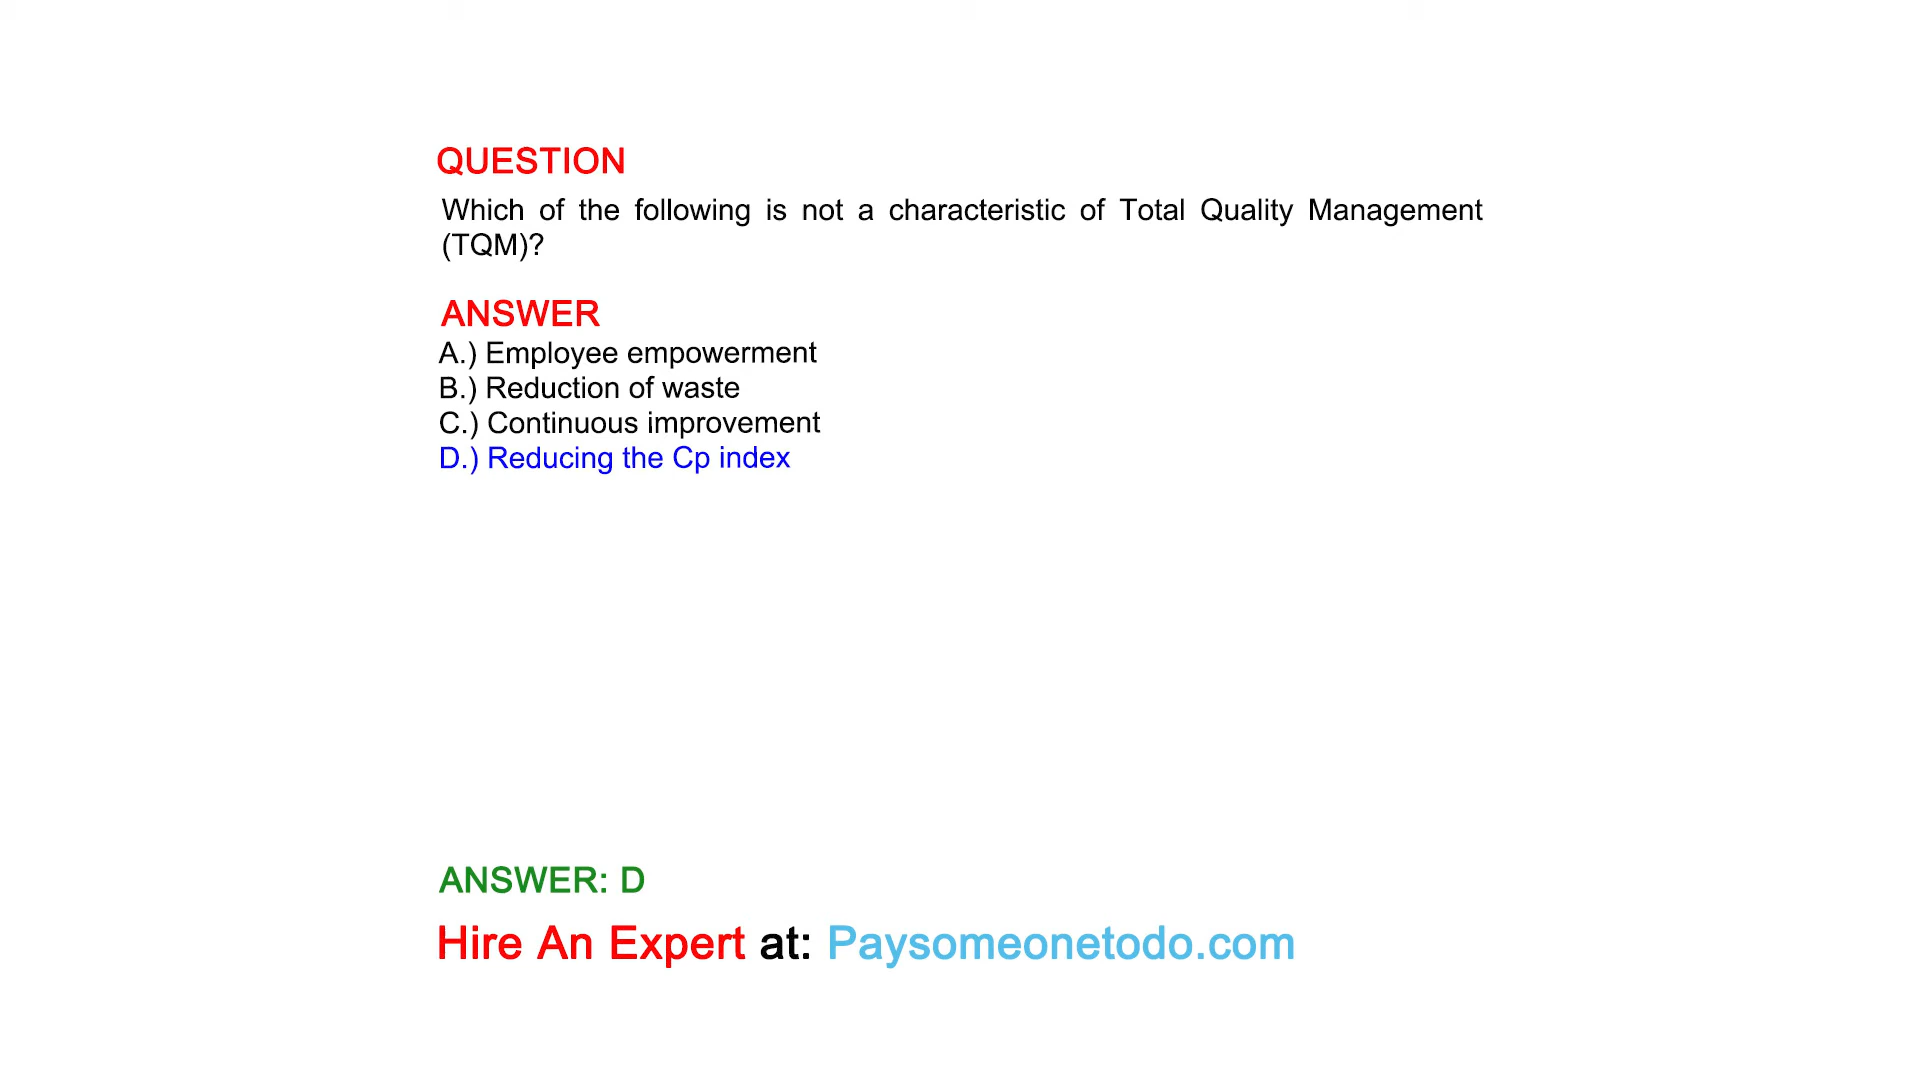 QUESTION
Which of the following is not a characteristic of Total Quality Management
(TQM)?
ANSWER
A.) Employee empowerment
B.) Reduction of waste
C.) Continuous improvement
D.) Reducing the Cp index
ANSWER: D
Hire An Expert at: Paysomeonetodo.com